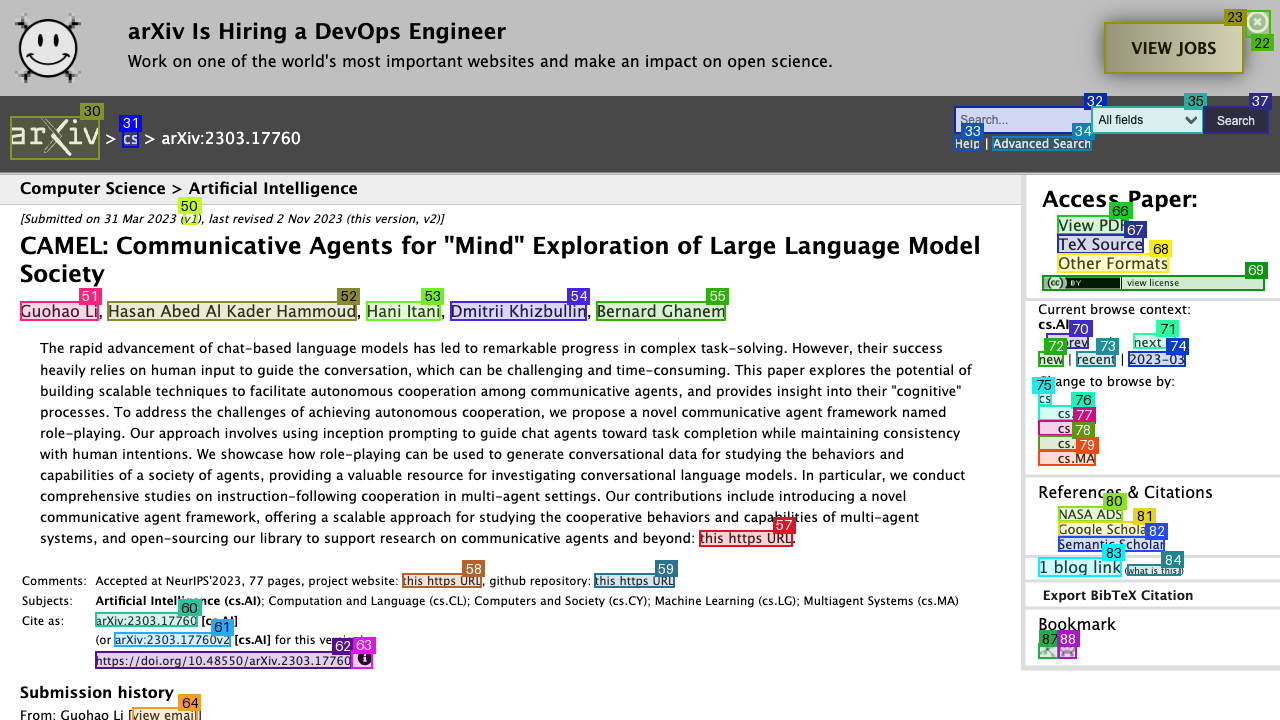 arXiv Is Hiring a DevOps Engineer
Work on one of the world's most important websites and make an impact on open science.
23
VIEW JOBS
22
30
arXiv > cs > arXiv:2303.17760
31
32
Search...
35
All fields
37
Search
33
Help | Advanced Search
34
Computer Science > Artificial Intelligence
50
[Submitted on 31 Mar 2023 (v1), last revised 2 Nov 2023 (this version, v2)]
CAMEL: Communicative Agents for "Mind" Exploration of Large Language Model
Society
51 52 53 54 55
Guohao Li, Hasan Abed Al Kader Hammoud, Hani Itani, Dmitrii Khizbullin, Bernard Ghanem
The rapid advancement of chat-based language models has led to remarkable progress in complex task-solving. However, their success
heavily relies on human input to guide the conversation, which can be challenging and time-consuming. This paper explores the potential of
building scalable techniques to facilitate autonomous cooperation among communicative agents, and provides insight into their "cognitive"
processes. To address the challenges of achieving autonomous cooperation, we propose a novel communicative agent framework named
role-playing. Our approach involves using inception prompting to guide chat agents toward task completion while maintaining consistency
with human intentions. We showcase how role-playing can be used to generate conversational data for studying the behaviors and
capabilities of a society of agents, providing a valuable resource for investigating conversational language models. In particular, we conduct
comprehensive studies on instruction-following cooperation in multi-agent settings. Our contributions include introducing a novel
communicative agent framework, offering a scalable approach for studying the cooperative behaviors and capabilities of multi-agent
57
systems, and open-sourcing our library to support research on communicative agents and beyond: this https URL.
58 59
Comments: Accepted at NeurIPS'2023, 77 pages, project website: this https URL, github repository: this https URL
Subjects: Artificial Intelligence (cs.AI); Computation and Language (cs.CL); Computers and Society (cs.CY); Machine Learning (cs.LG); Multiagent Systems (cs.MA)
60
Cite as: arXiv:2303.17760 [cs.AI]
61
(or arXiv:2303.17760v2 [cs.AI] for this version)
62 63
https://doi.org/10.48550/arXiv.2303.17760
Submission history
64
From: Guohao Li [view email]
Access Paper:
66
View PDF
67
TeX Source
68
Other Formats
69
(cc) BY view license
Current browse context:
cs.AI
70 71
prev next
72 73 74
new | recent | 2023-03
Change to browse by:
75
cs
76
cs.
77
cs
78
cs.
79
cs.MA
References & Citations
80
NASA ADS
81
Google Schola
82
Semantic Scholar
83
1 blog link
84
(what is this)
Export BibTeX Citation
Bookmark
87 88